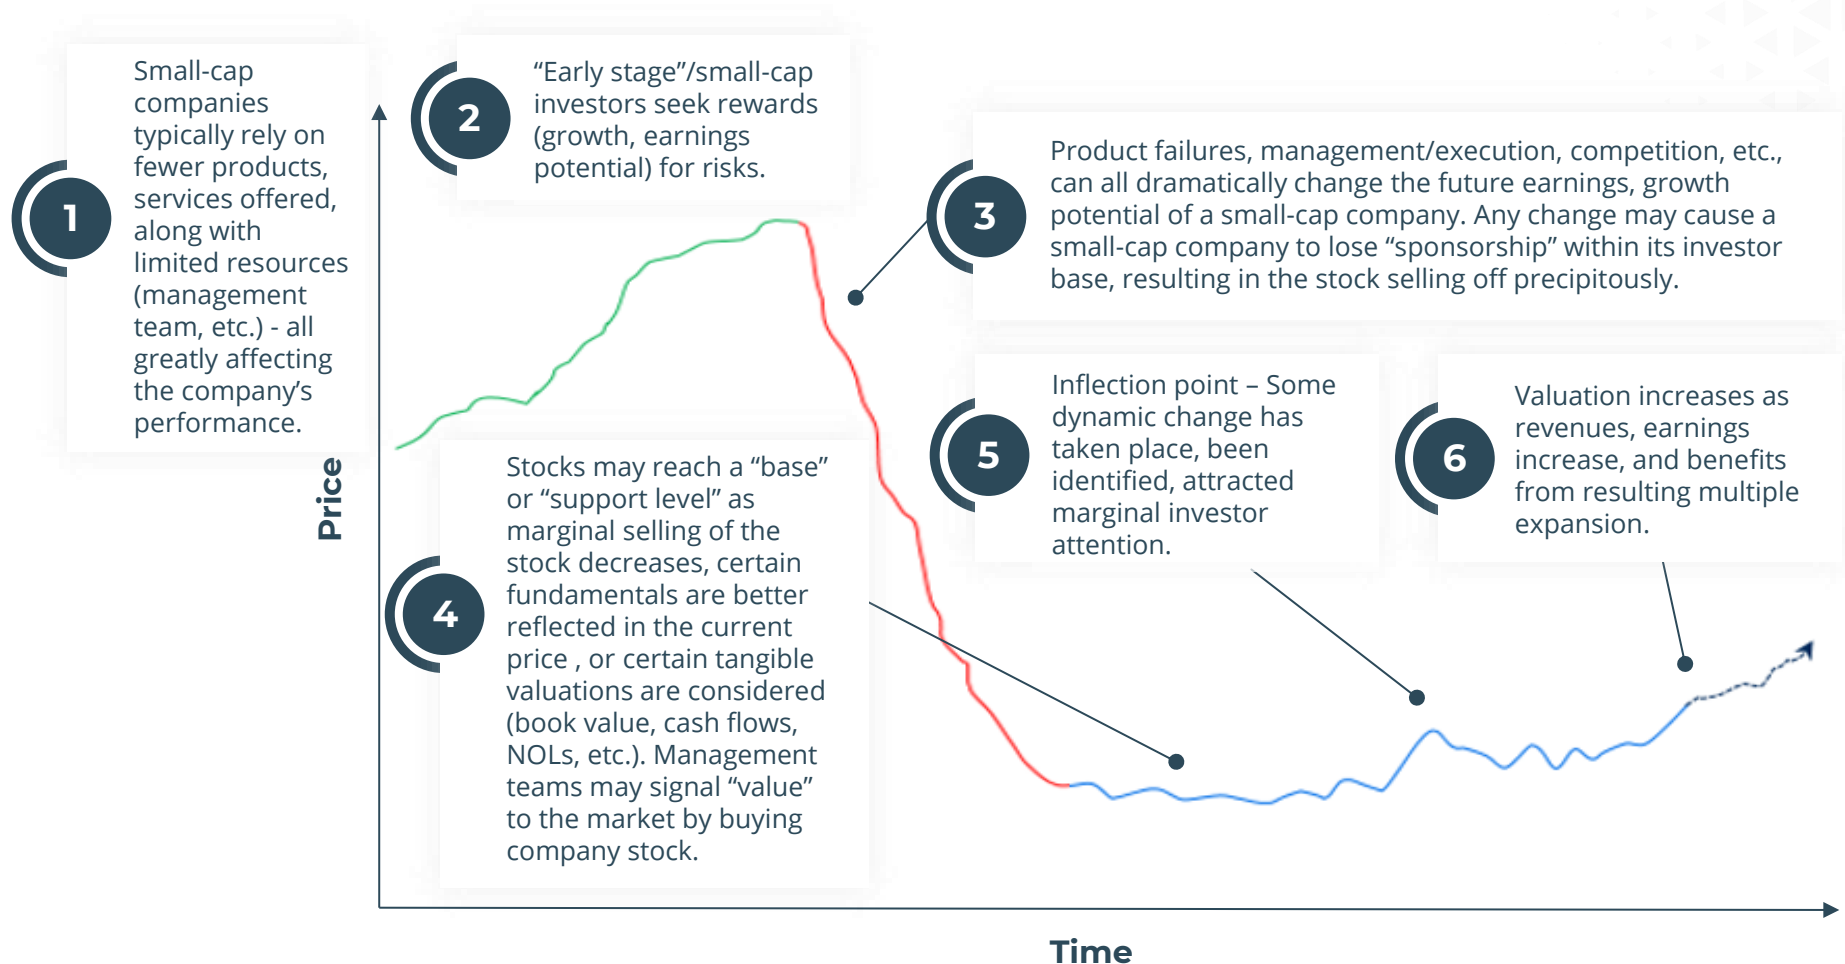 1
Small-cap
companies
typically rely on
fewer products,
services offered,
along with
limited resources
(management
team, etc.) - all
greatly affecting
the company’s
performance.
2
“Early stage”/small-cap
investors seek rewards
(growth, earnings
potential) for risks.
3
Product failures, management/execution, competition, etc.,
can all dramatically change the future earnings, growth
potential of a small-cap company. Any change may cause a
small-cap company to lose “sponsorship” within its investor
base, resulting in the stock selling off precipitously.
4
Stocks may reach a “base”
or “support level” as
marginal selling of the
stock decreases, certain
fundamentals are better
reflected in the current
price , or certain tangible
valuations are considered
(book value, cash flows,
NOLs, etc.). Management
teams may signal “value”
to the market by buying
company stock.
5
Inflection point – Some
dynamic change has
taken place, been
identified, attracted
marginal investor
attention.
6
Valuation increases as
revenues, earnings
increase, and benefits
from resulting multiple
expansion.
Price
Time